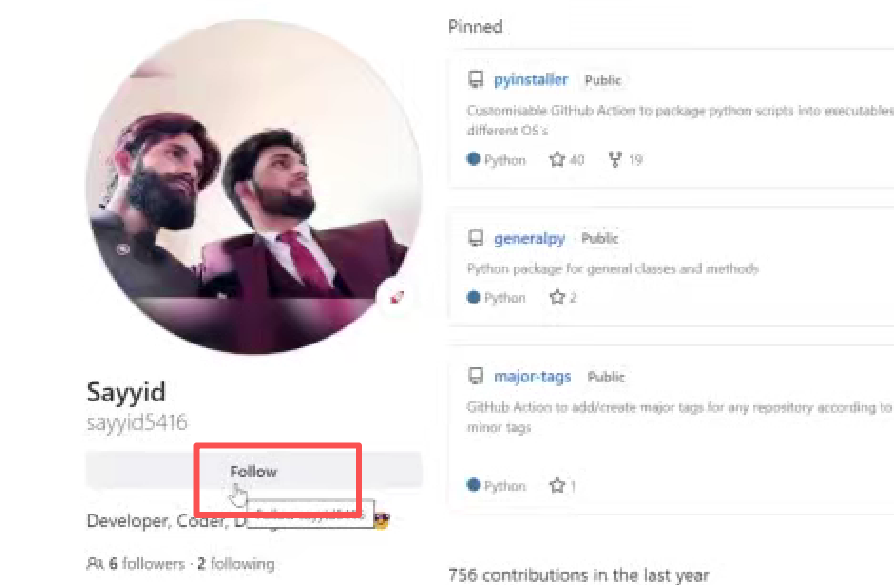 Pinned
pyinstaller Public
Customisable GitHub Action to package python scripts into executables
different OS's
Python 40 19
generalpy Public
Python package for general classes and methods
Python 2
major-tags Public
GitHub Action to add/create major tags for any repository according to
minor tags
Python 1
Sayyid
sayyid5416
Follow
Developer, Coder,
Follow sayyid5416
6 followers · 2 following
756 contributions in the last year